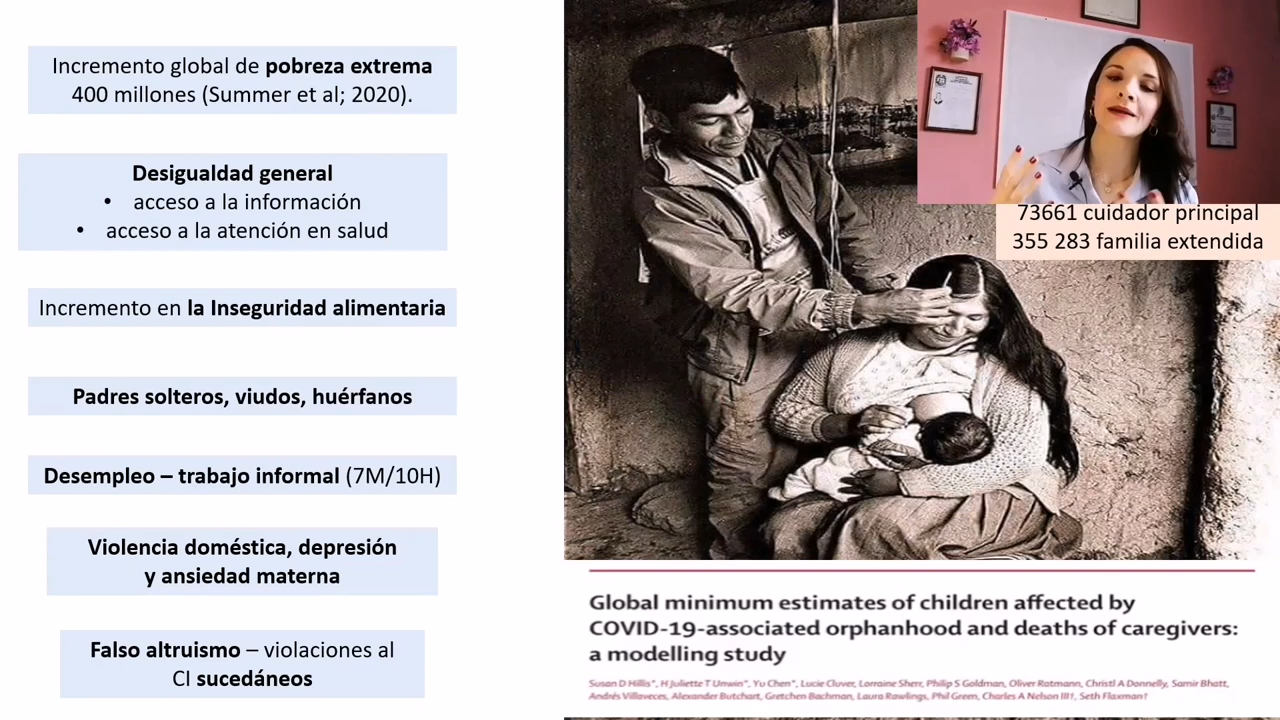 Incremento global de pobreza extrema
400 millones (Summer et al; 2020).
Desigualdad general
• acceso a la información
• acceso a la atención en salud
Incremento en la Inseguridad alimentaria
Padres solteros, viudos, huérfanos
Desempleo – trabajo informal (7M/10H)
Violencia doméstica, depresión
y ansiedad materna
Falso altruismo – violaciones al
CI sucedáneos
73661 cuidador principal
355 283 familia extendida
Global minimum estimates of children affected by
COVID-19-associated orphanhood and deaths of caregivers:
a modelling study
Susan D Hillis*, H Juliette T Unwin*, Yu Chen*, Lucie Cluver, Lorraine Sherr, Philip S Goldman, Oliver Ratmann, Christl A Donnelly, Samir Bhatt,
Andrés Villaveces, Alexander Butchart, Gretchen Bachman, Laura Rawlings, Phil Green, Charles A Nelson III†, Seth Flaxman†